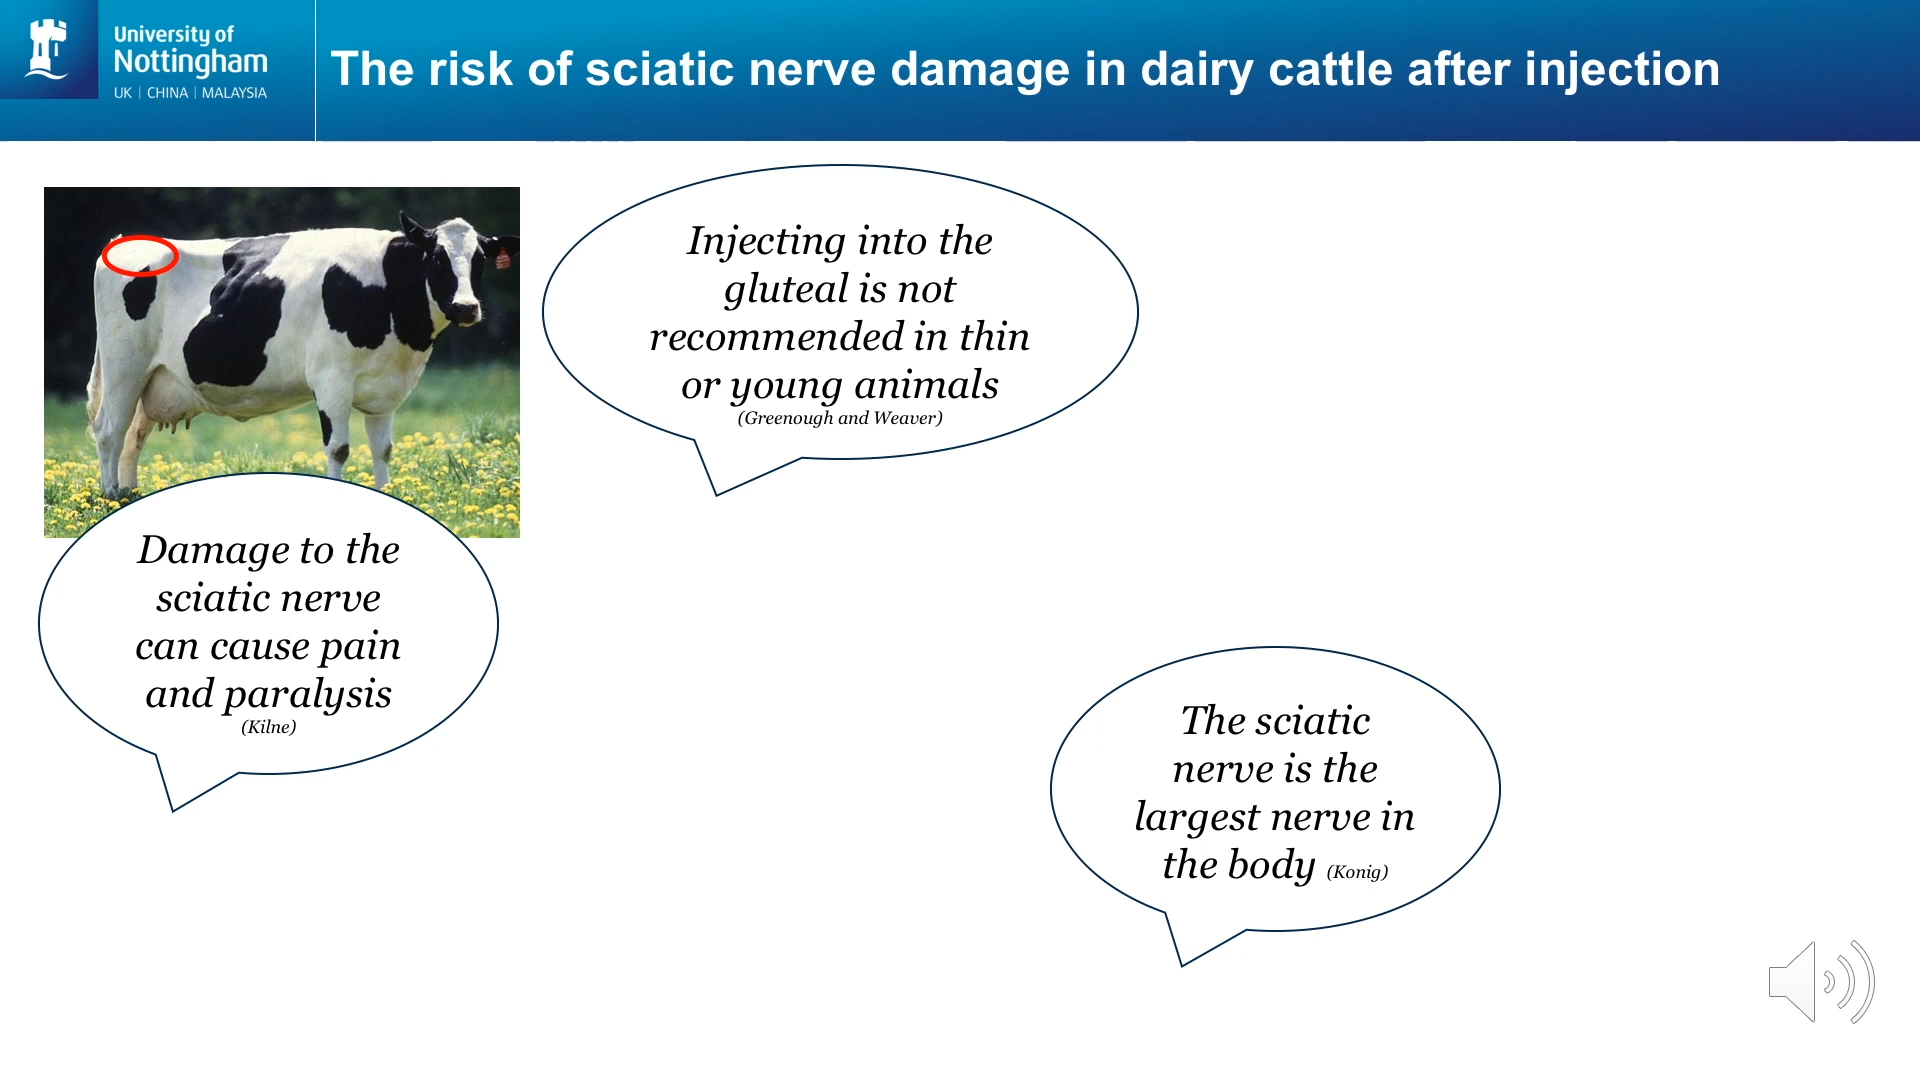 University of
Nottingham
UK | CHINA | MALAYSIA
The risk of sciatic nerve damage in dairy cattle after injection
Injecting into the
gluteal is not
recommended in thin
or young animals
(Greenough and Weaver)
Damage to the
sciatic nerve
can cause pain
and paralysis
(Kilne)
The sciatic
nerve is the
largest nerve in
the body (Konig)